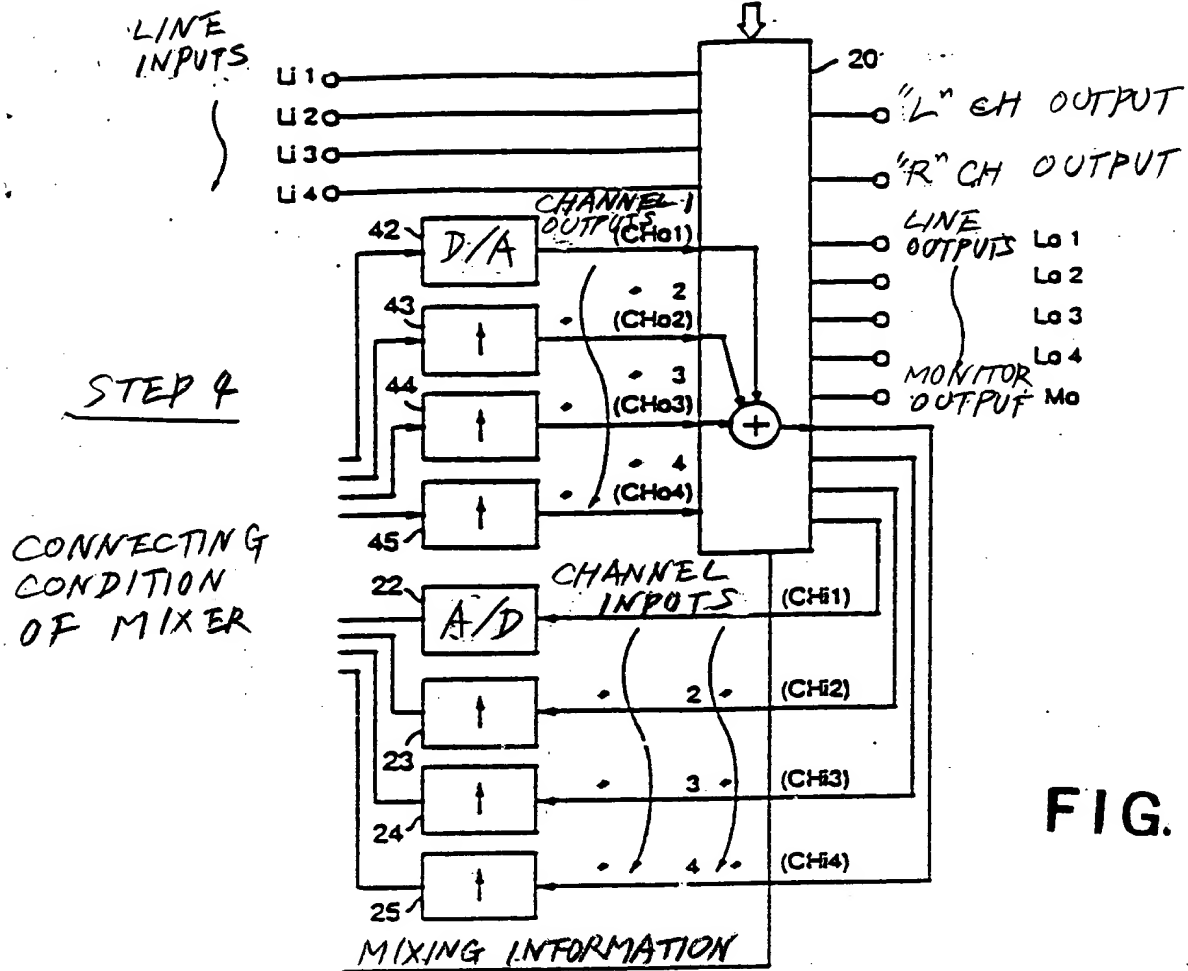 LINE
INPUTS
Li 1
Li 2
Li 3
Li 4
20
"L" CH OUTPUT
"R" CH OUTPUT
LINE
OUTPUTS
Lo 1
Lo 2
Lo 3
Lo 4
MONITOR
OUTPUT Mo
CHANNEL 1
OUTPUTS
(CHo1)
42
D/A
2
43
(CHo2)
↑
3
44
(CHo3)
↑
+
4
(CHo4)
↑
45
STEP 4
CONNECTING
CONDITION
OF MIXER
CHANNEL
INPOTS
(CHi1)
22
A/D
2 (CHi2)
↑
23
3 (CHi3)
↑
24
4 (CHi4)
↑
25
MIXING INFORMATION
FIG.